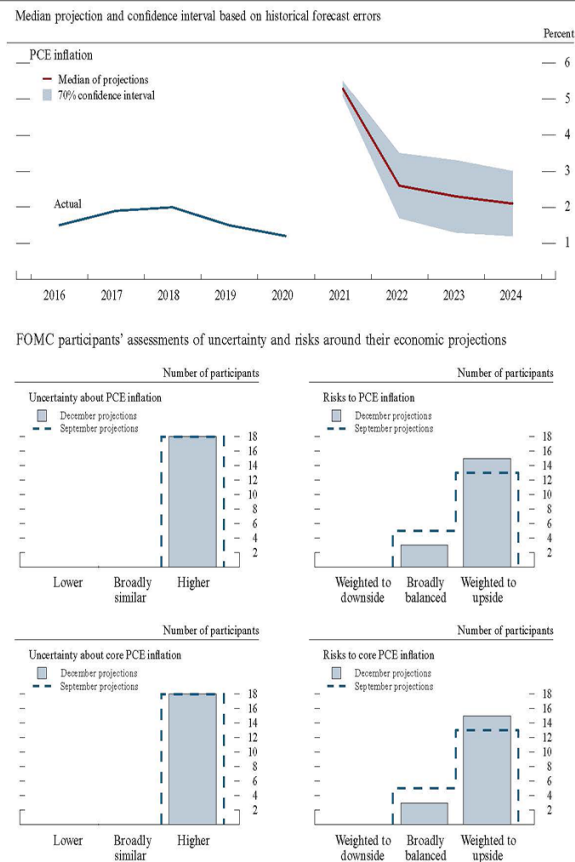 Median projection and confidence interval based on historical forecast errors
Percent
PCE inflation
Median of projections
70% confidence interval
Actual
6
5
4
3
2
1
2016 2017 2018 2019 2020 2021 2022 2023 2024
FOMC participants' assessments of uncertainty and risks around their economic projections
Number of participants
Uncertainty about PCE inflation
December projections
September projections
18
16
14
12
10
8
6
4
2
Lower Broadly similar Higher
Number of participants
Risks to PCE inflation
December projections
September projections
18
16
14
12
10
8
6
4
2
Weighted to downside Broadly balanced Weighted to upside
Number of participants
Uncertainty about core PCE inflation
December projections
September projections
18
16
14
12
10
8
6
4
2
Lower Broadly similar Higher
Number of participants
Risks to core PCE inflation
December projections
September projections
18
16
14
12
10
8
6
4
2
Weighted to downside Broadly balanced Weighted to upside